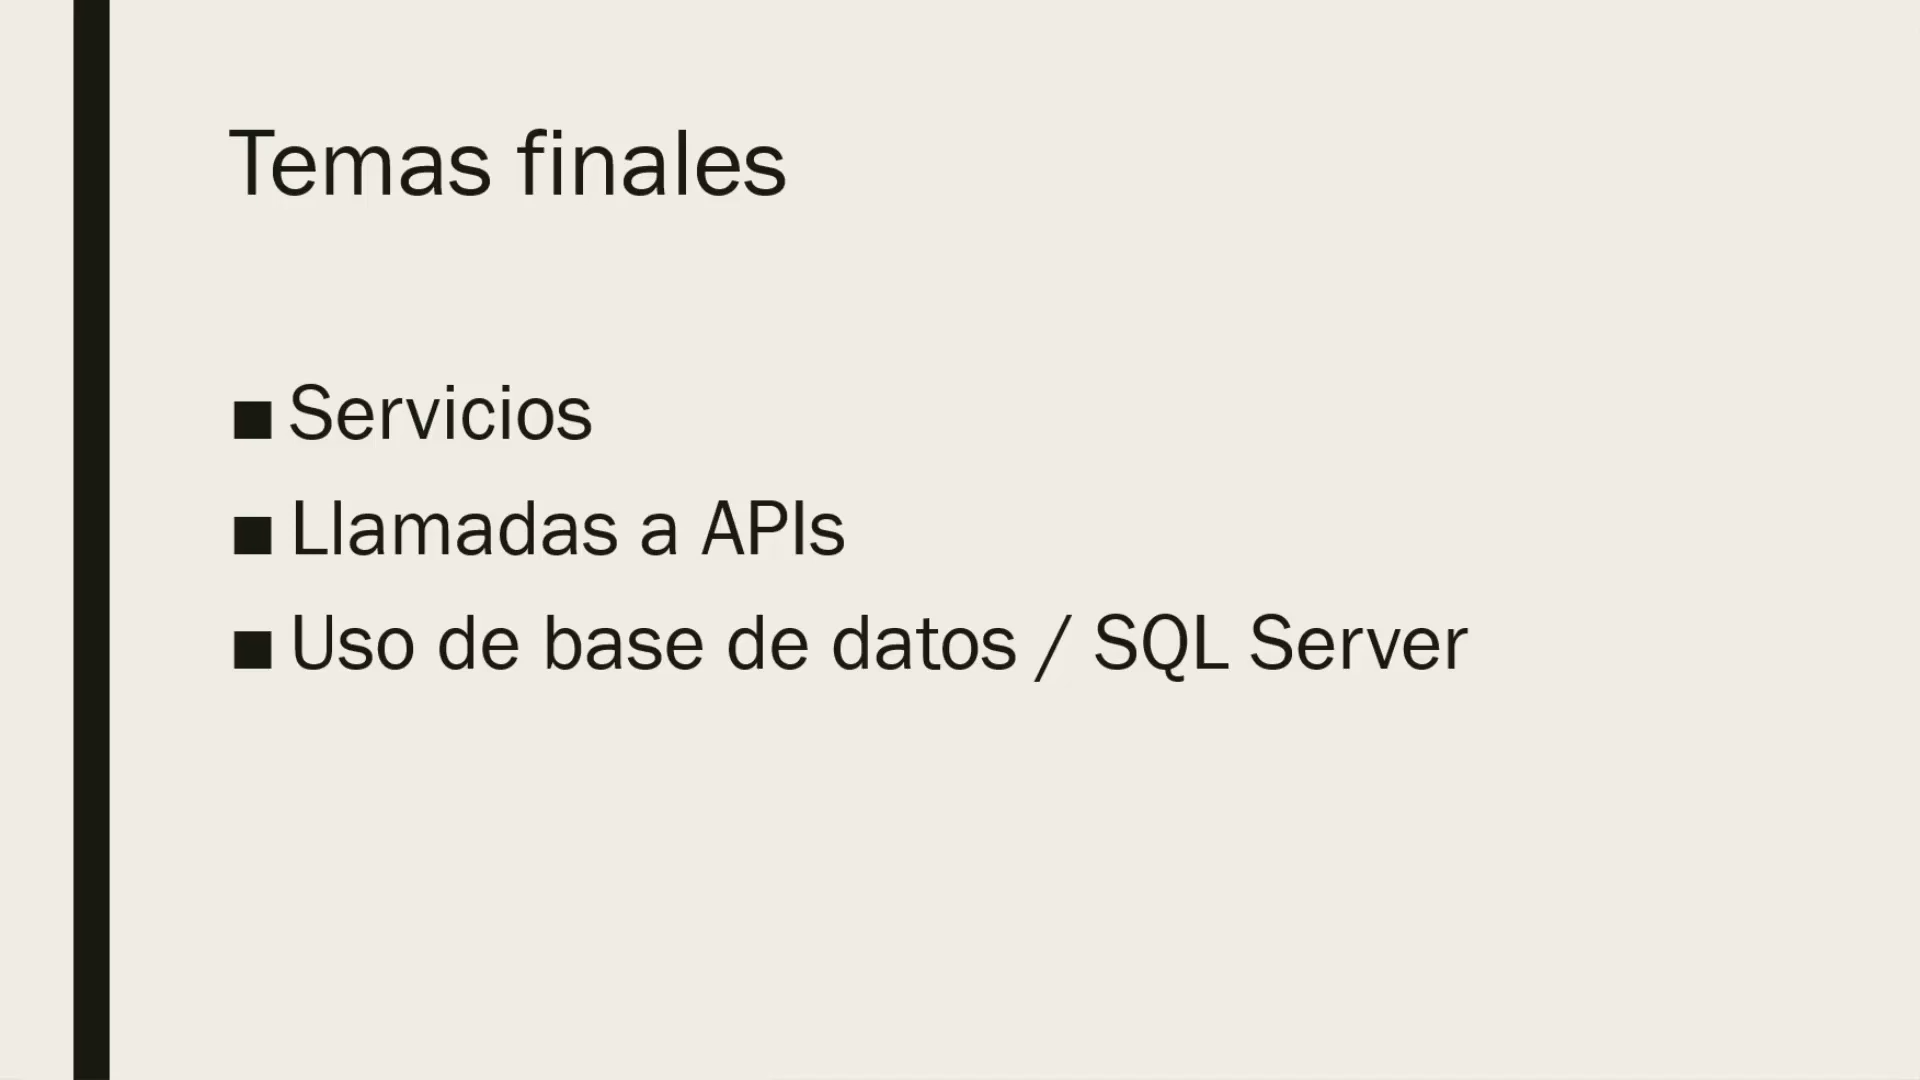 Temas finales
■ Servicios
■ Llamadas a APIs
■ Uso de base de datos / SQL Server